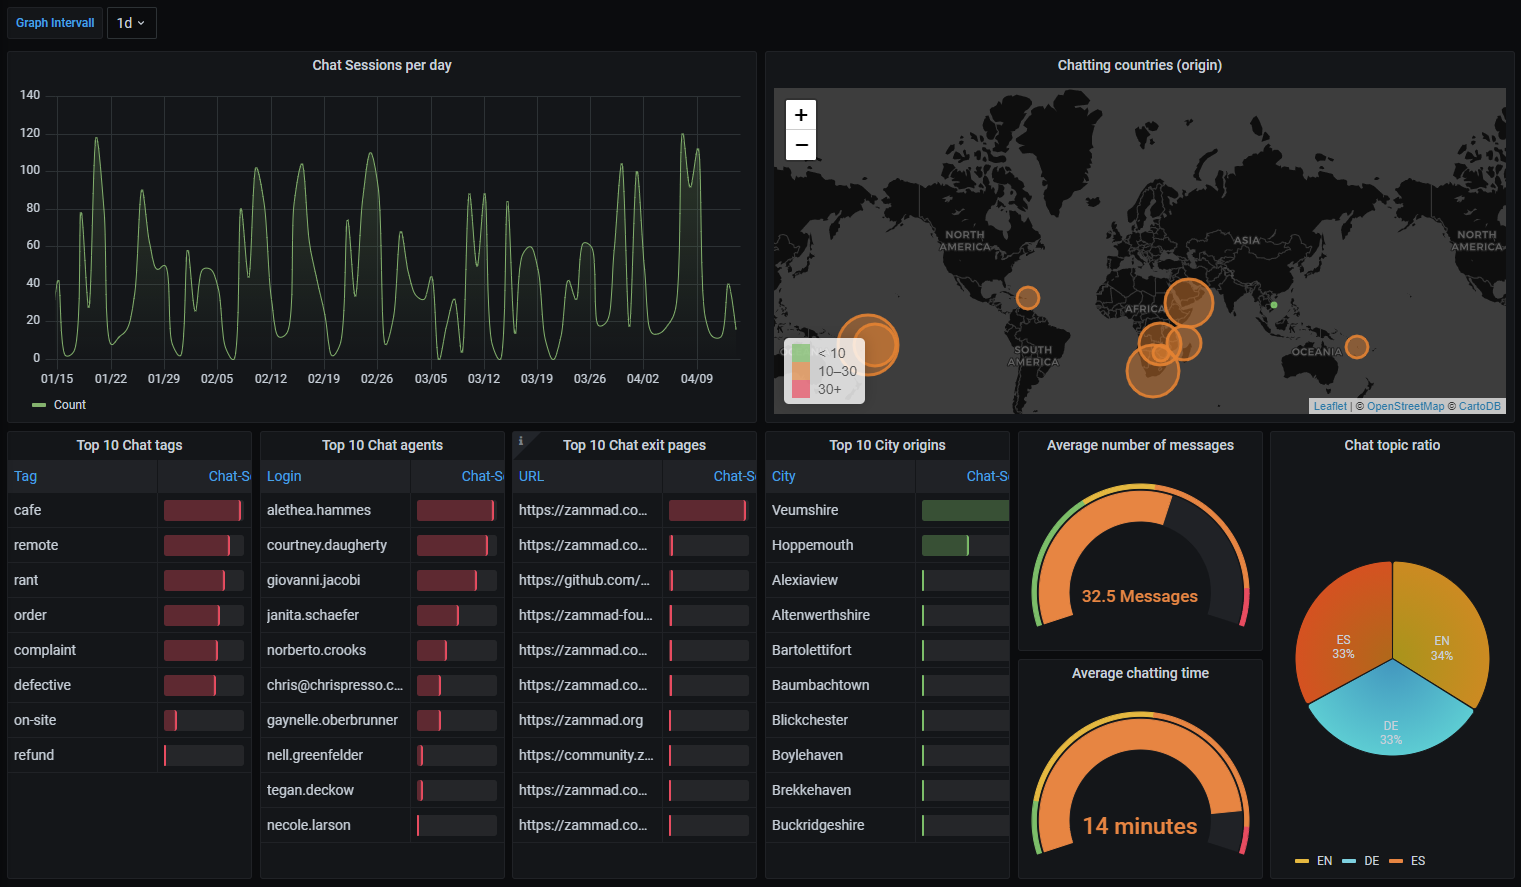 Graph Intervall 1d
Chat Sessions per day
140
120
100
80
60
40
20
0
01/15 01/22 01/29 02/05 02/12 02/19 02/26 03/05 03/12 03/19 03/26 04/02 04/09
Count
Chatting countries (origin)
+
−
NORTH AMERICA
ASIA
NORTH AMERICA
AFRICA
SOUTH AMERICA
OCEANIA
< 10
10–30
30+
Leaflet | © OpenStreetMap © CartoDB
Top 10 Chat tags
Tag Chat-S
cafe
remote
rant
order
complaint
defective
on-site
refund
Top 10 Chat agents
Login Chat-S
alethea.hammes
courtney.daugherty
giovanni.jacobi
janita.schaefer
norberto.crooks
chris@chrispresso.c...
gaynelle.oberbrunner
nell.greenfelder
tegan.deckow
necole.larson
i
Top 10 Chat exit pages
URL Chat-S
https://zammad.co...
https://zammad.co...
https://github.com/...
https://zammad-fou...
https://zammad.co...
https://zammad.co...
https://zammad.org
https://community.z...
https://zammad.co...
https://zammad.co...
Top 10 City origins
City Chat-S
Veumshire
Hoppemouth
Alexiaview
Altenwerthshire
Bartolettifort
Baumbachtown
Blickchester
Boylehaven
Brekkehaven
Buckridgeshire
Average number of messages
32.5 Messages
Average chatting time
14 minutes
Chat topic ratio
ES
33%
EN
34%
DE
33%
EN DE ES